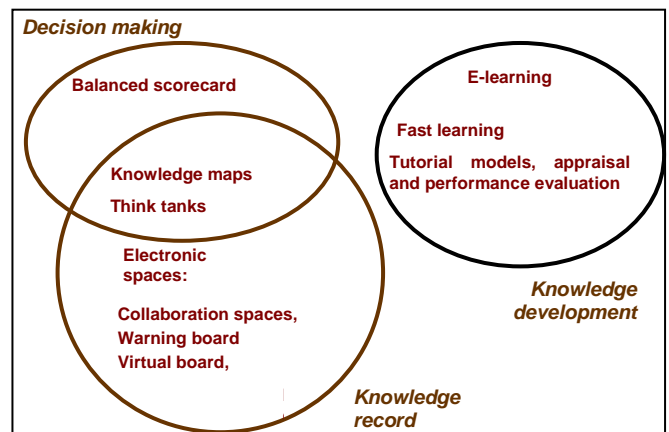 Decision making
Balanced scorecard
Knowledge maps
Think tanks
Electronic
spaces:
Collaboration spaces,
Warning board
Virtual board,
Knowledge
record
E-learning
Fast learning
Tutorial models, appraisal
and performance evaluation
Knowledge
development